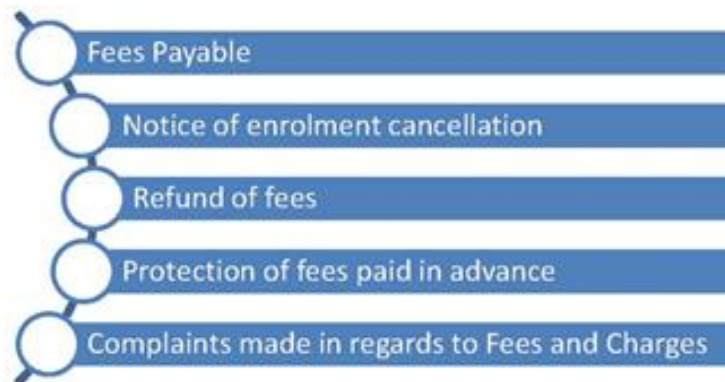 Fees Payable
Notice of enrolment cancellation
Refund of fees
Protection of fees paid in advance
Complaints made in regards to Fees and Charges